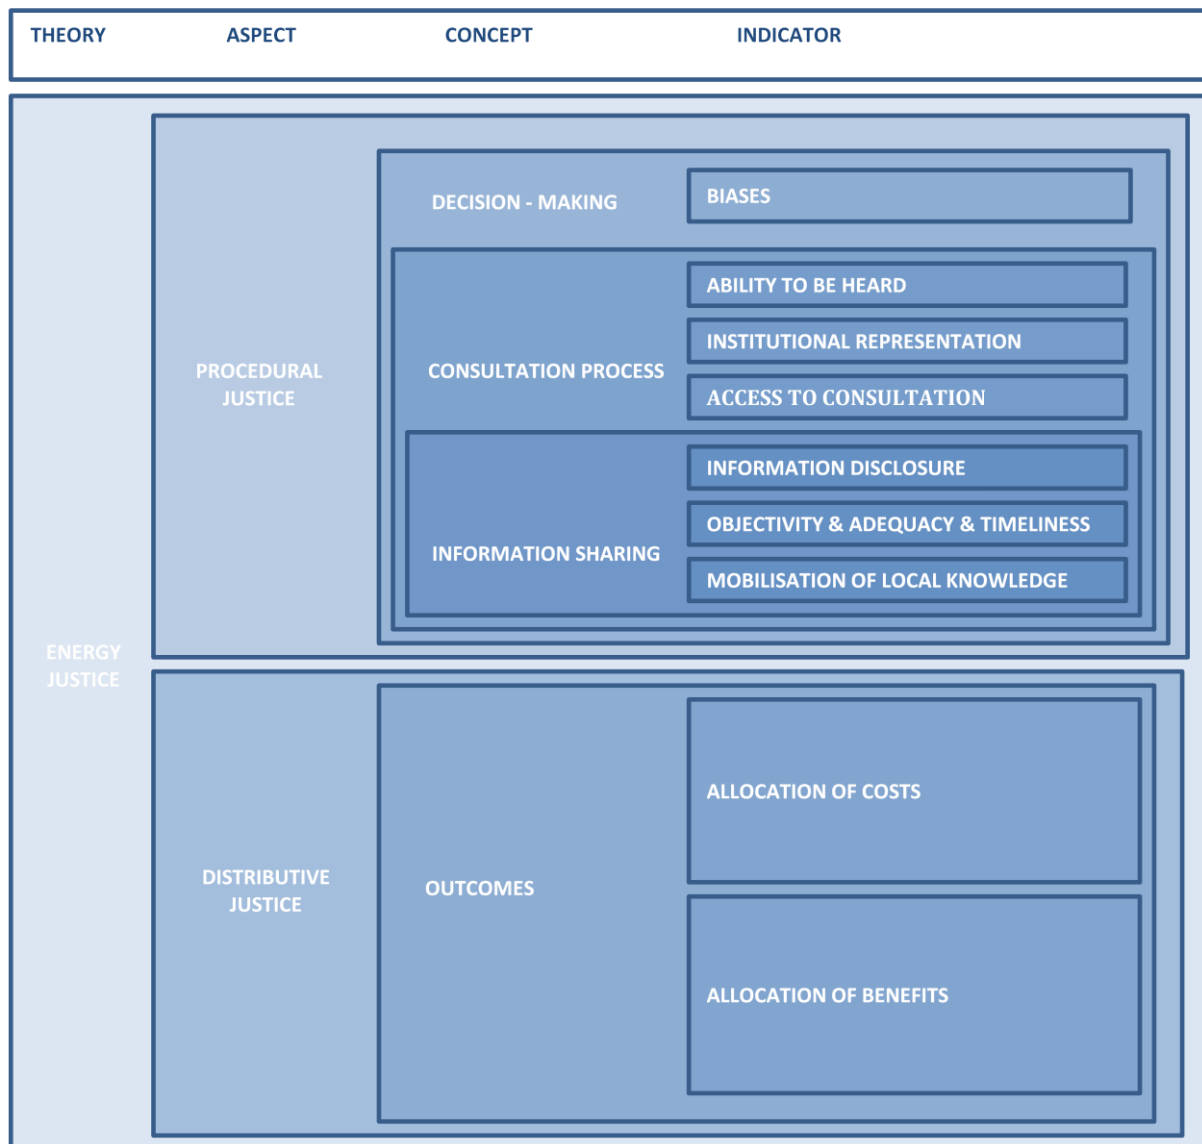 THEORY ASPECT CONCEPT INDICATOR
DECISION - MAKING
BIASES
ABILITY TO BE HEARD
INSTITUTIONAL REPRESENTATION
CONSULTATION PROCESS
ACCESS TO CONSULTATION
PROCEDURAL
JUSTICE
INFORMATION DISCLOSURE
OBJECTIVITY & ADEQUACY & TIMELINESS
INFORMATION SHARING
MOBILISATION OF LOCAL KNOWLEDGE
ENERGY
JUSTICE
ALLOCATION OF COSTS
DISTRIBUTIVE
JUSTICE
OUTCOMES
ALLOCATION OF BENEFITS